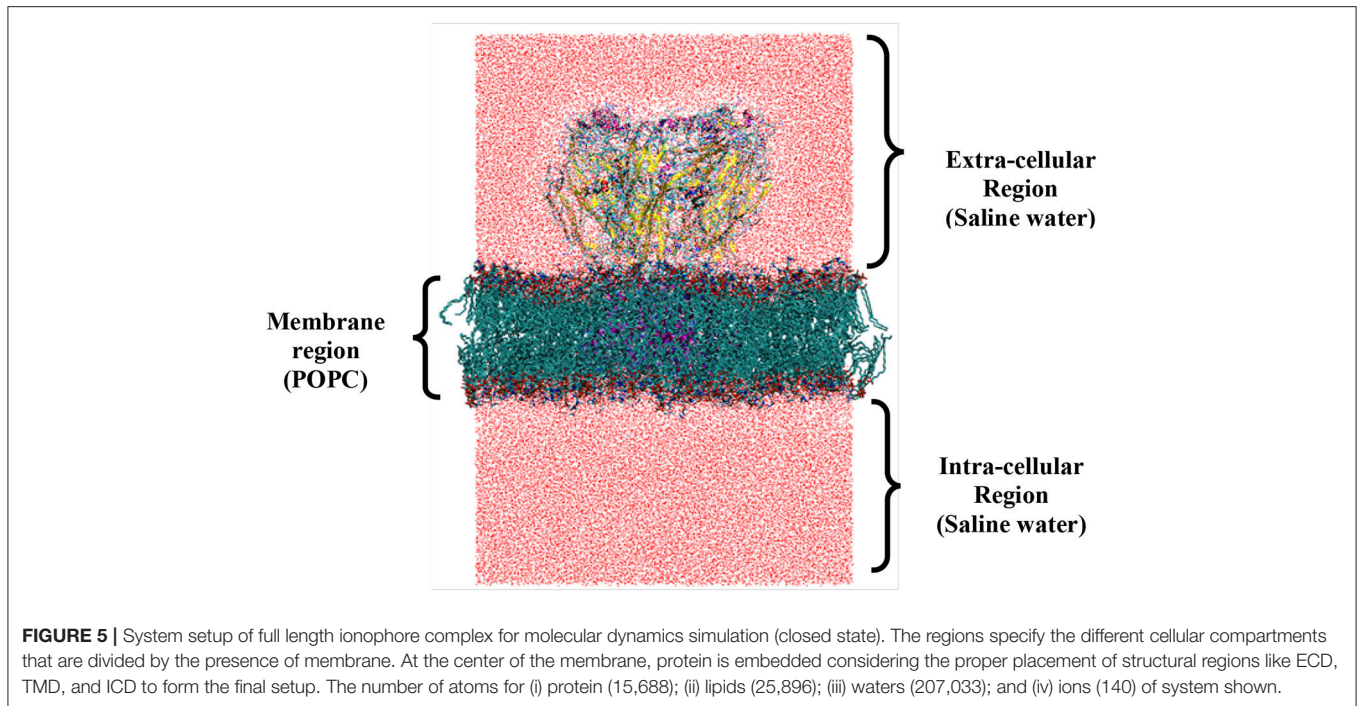 Extra-cellular
Region
(Saline water)
Membrane
region
(POPC)
Intra-cellular
Region
(Saline water)
FIGURE 5 | System setup of full length ionophore complex for molecular dynamics simulation (closed state). The regions specify the different cellular compartments
that are divided by the presence of membrane. At the center of the membrane, protein is embedded considering the proper placement of structural regions like ECD,
TMD, and ICD to form the final setup. The number of atoms for (i) protein (15,688); (ii) lipids (25,896); (iii) waters (207,033); and (iv) ions (140) of system shown.